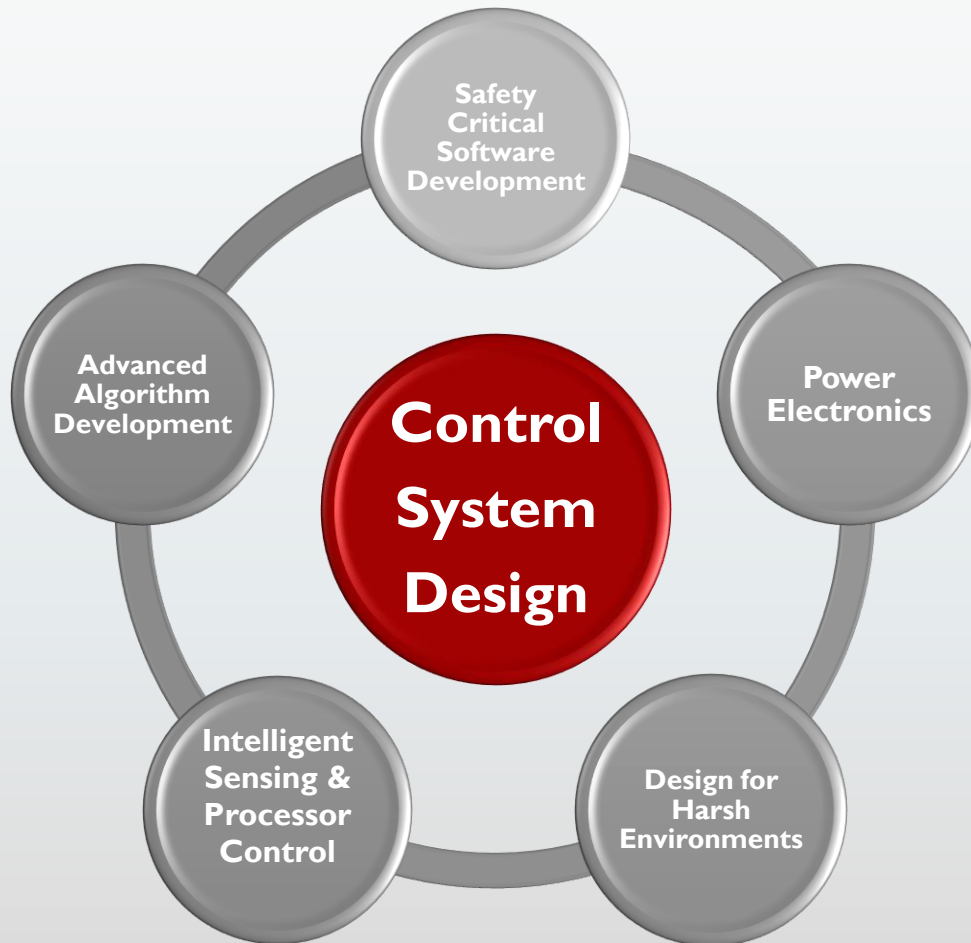 Safety
Critical
Software
Development
Advanced
Algorithm
Development
Power
Electronics
Control
System
Design
Intelligent
Sensing &
Processor
Control
Design for
Harsh
Environments